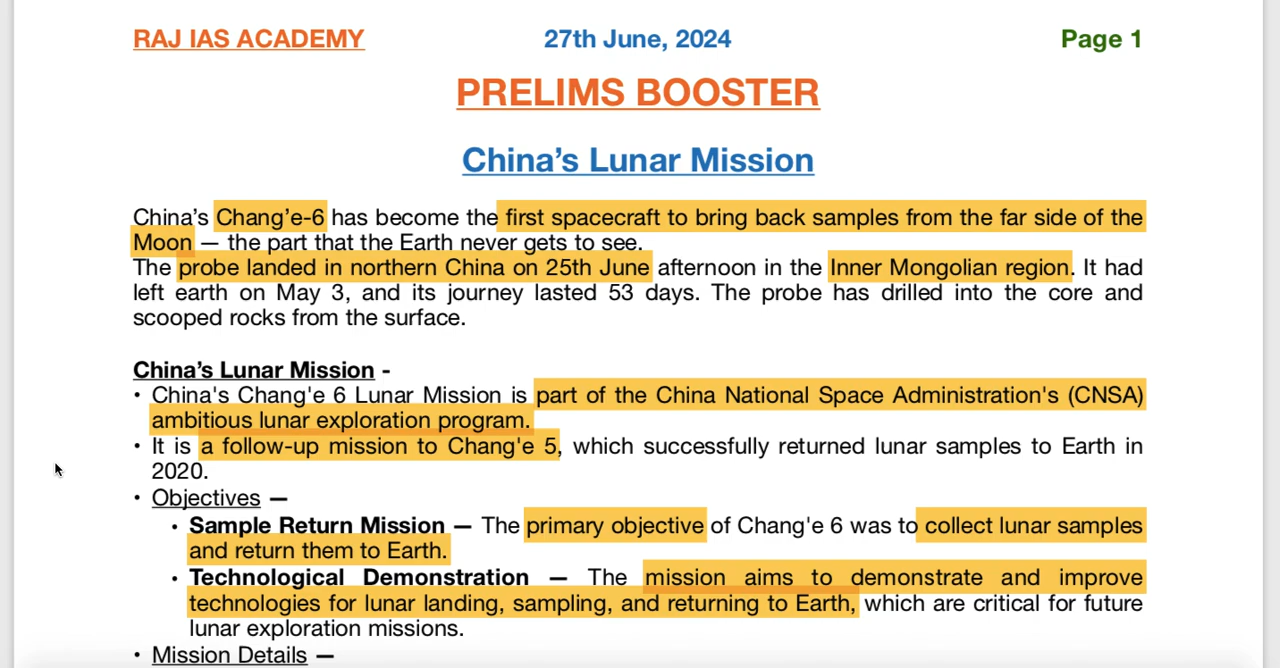 RAJ IAS ACADEMY 27th June, 2024 Page 1
PRELIMS BOOSTER
China’s Lunar Mission
China’s Chang’e-6 has become the first spacecraft to bring back samples from the far side of the
Moon — the part that the Earth never gets to see.
The probe landed in northern China on 25th June afternoon in the Inner Mongolian region. It had
left earth on May 3, and its journey lasted 53 days. The probe has drilled into the core and
scooped rocks from the surface.
China’s Lunar Mission -
• China's Chang'e 6 Lunar Mission is part of the China National Space Administration's (CNSA)
ambitious lunar exploration program.
• It is a follow-up mission to Chang'e 5, which successfully returned lunar samples to Earth in
2020.
• Objectives —
• Sample Return Mission — The primary objective of Chang'e 6 was to collect lunar samples
and return them to Earth.
• Technological Demonstration — The mission aims to demonstrate and improve
technologies for lunar landing, sampling, and returning to Earth, which are critical for future
lunar exploration missions.
• Mission Details —